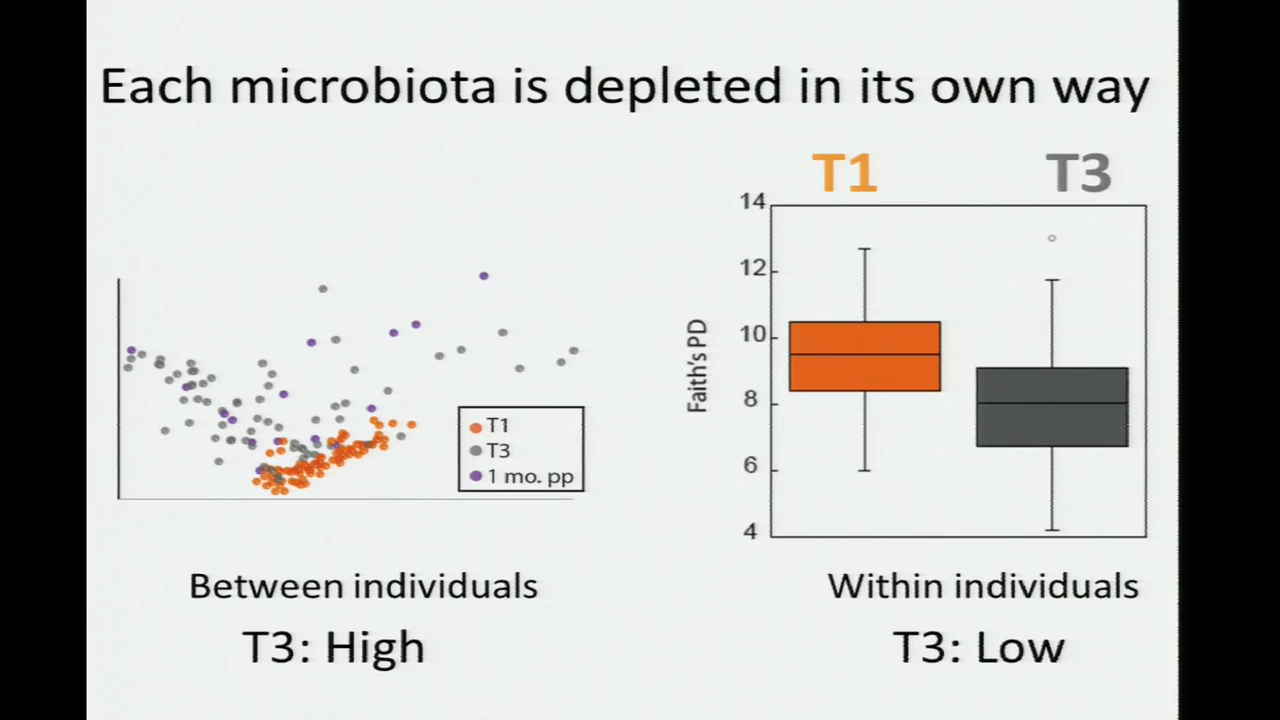 Each microbiota is depleted in its own way
T1
T3
14
12
10
8
6
4
Faith's PD
T1
T3
1 mo. pp
Between individuals
T3: High
Within individuals
T3: Low